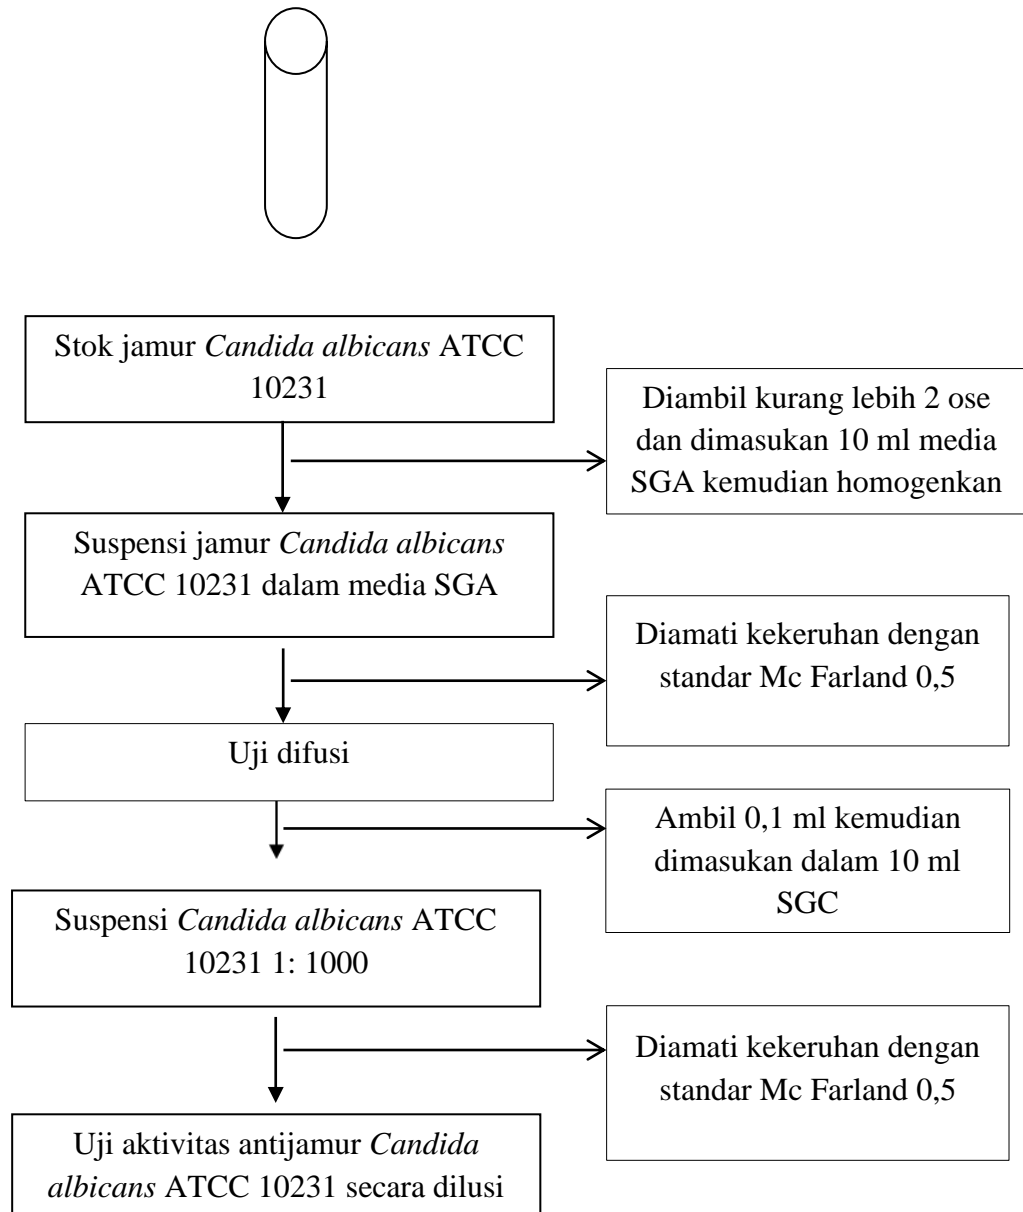 Stok jamur Candida albicans ATCC
10231
Diambil kurang lebih 2 ose
dan dimasukan 10 ml media
SGA kemudian homogenkan
Suspensi jamur Candida albicans
ATCC 10231 dalam media SGA
Diamati kekeruhan dengan
standar Mc Farland 0,5
Uji difusi
Ambil 0,1 ml kemudian
dimasukan dalam 10 ml
SGC
Suspensi Candida albicans ATCC
10231 1: 1000
Diamati kekeruhan dengan
standar Mc Farland 0,5
Uji aktivitas antijamur Candida
albicans ATCC 10231 secara dilusi